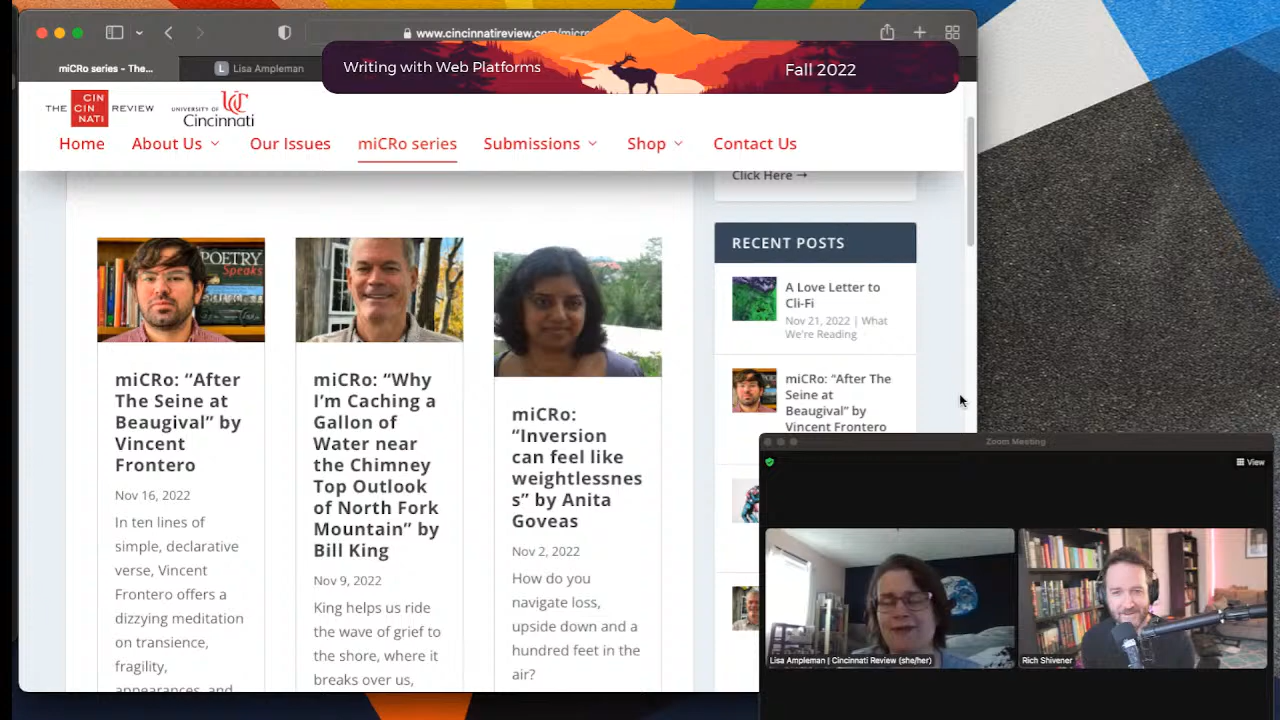 www.cincinnatireview.com/micro
miCRo series – The...
Lisa Ampleman
Writing with Web Platforms
Fall 2022
THE CIN CIN NATI REVIEW
UNIVERSITY OF
Cincinnati
Home
About Us
Our Issues
miCRo series
Submissions
Shop
Contact Us
Click Here →
POETRY
Speaks
miCRo: “After
The Seine at
Beaugival” by
Vincent
Frontero
Nov 16, 2022
In ten lines of
simple, declarative
verse, Vincent
Frontero offers a
dizzying meditation
on transience,
fragility,
appearances, and
miCRo: “Why
I’m Caching a
Gallon of
Water near
the Chimney
Top Outlook
of North Fork
Mountain” by
Bill King
Nov 9, 2022
King helps us ride
the wave of grief to
the shore, where it
breaks over us,
miCRo:
“Inversion
can feel like
weightlessnes
s” by Anita
Goveas
Nov 2, 2022
How do you
navigate loss,
upside down and a
hundred feet in the
air?
RECENT POSTS
A Love Letter to
Cli-Fi
Nov 21, 2022 | What
We're Reading
miCRo: “After The
Seine at
Beaugival” by
Vincent Frontero
Zoom Meeting
View
Lisa Ampleman | Cincinnati Review (she/her)
Rich Shivener